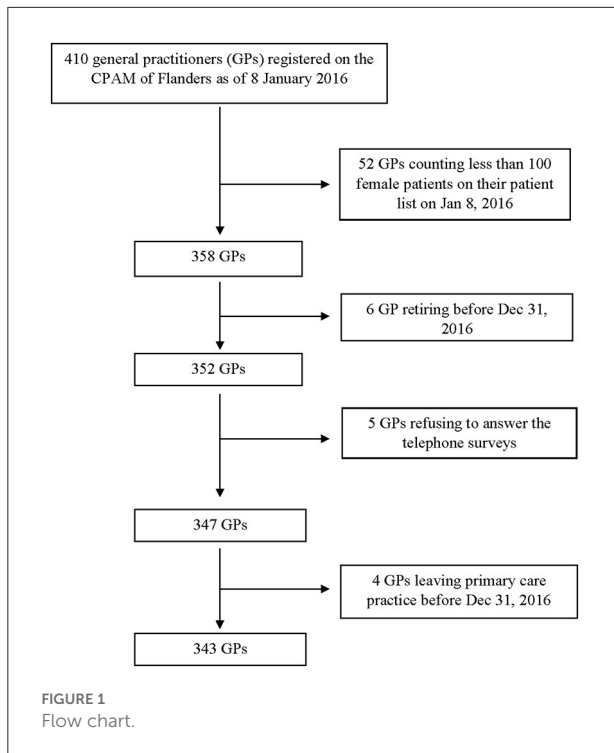 410 general practitioners (GPs) registered on the
CPAM of Flanders as of 8 January 2016
52 GPs counting less than 100
female patients on their patient
list on Jan 8, 2016
358 GPs
6 GP retiring before Dec 31,
2016
352 GPs
5 GPs refusing to answer the
telephone surveys
347 GPs
4 GPs leaving primary care
practice before Dec 31, 2016
343 GPs
FIGURE 1
Flow chart.